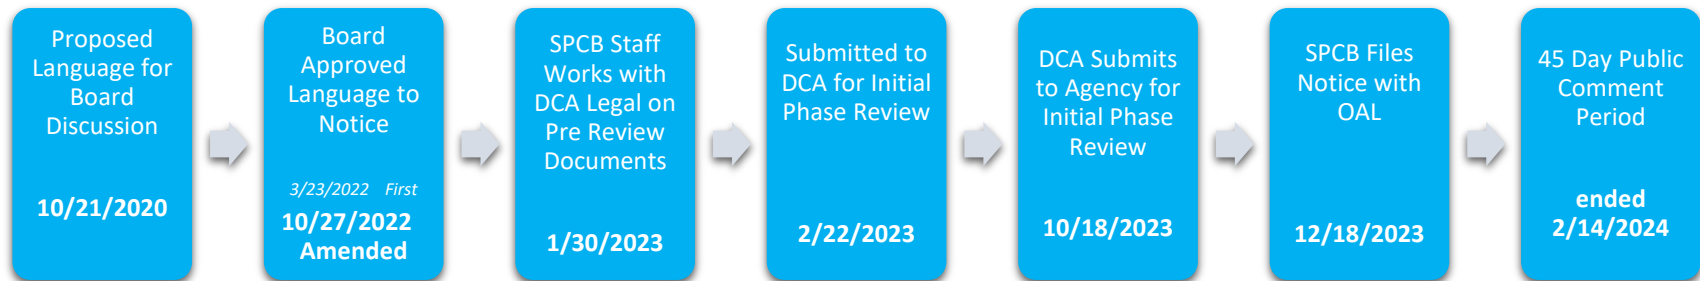 Proposed
Language for
Board
Discussion
10/21/2020
Board
Approved
Language to
Notice
3/23/2022 First
10/27/2022
Amended
SPCB Staff
Works with
DCA Legal on
Pre Review
Documents
1/30/2023
Submitted to
DCA for Initial
Phase Review
2/22/2023
DCA Submits
to Agency for
Initial Phase
Review
10/18/2023
SPCB Files
Notice with
OAL
12/18/2023
45 Day Public
Comment
Period
ended
2/14/2024